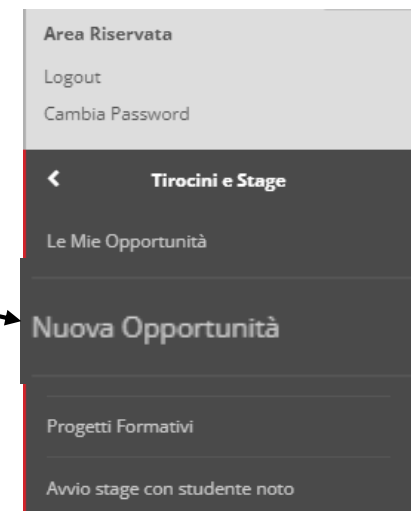 Area Riservata
Logout
Cambia Password
Tirocini e Stage
Le Mie Opportunità
Nuova Opportunità
Progetti Formativi
Avvio stage con studente noto